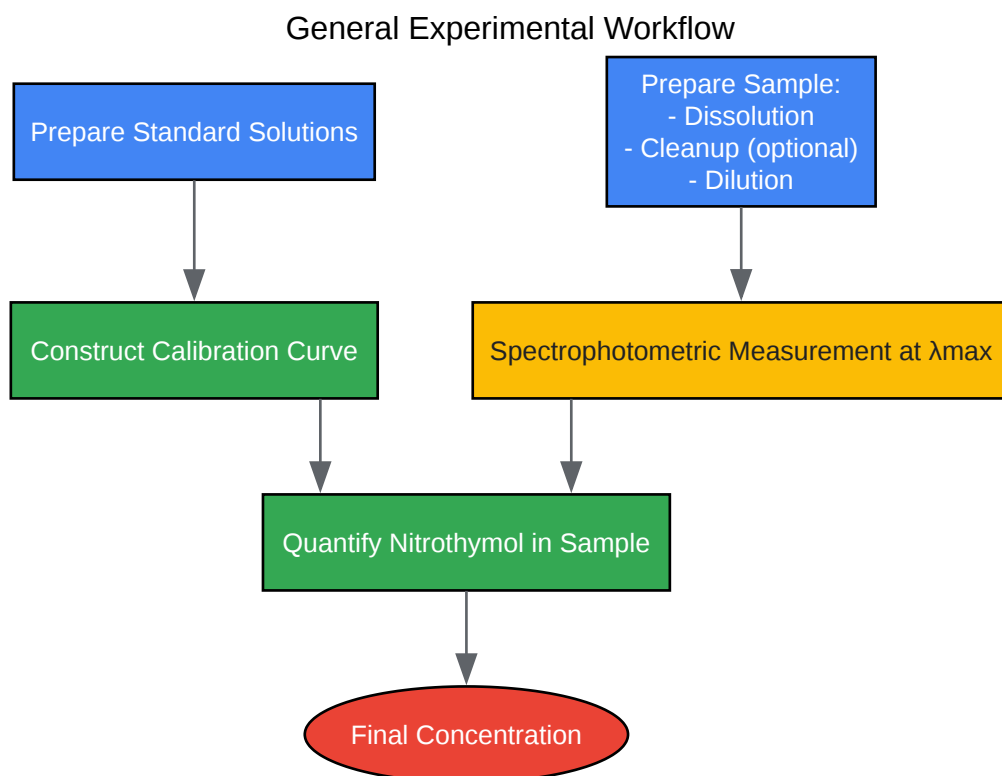 General Experimental Workflow
Prepare Standard Solutions
Prepare Sample:
- Dissolution
- Cleanup (optional)
- Dilution
Construct Calibration Curve
Spectrophotometric Measurement at λmax
Quantify Nitrothymol in Sample
Final Concentration